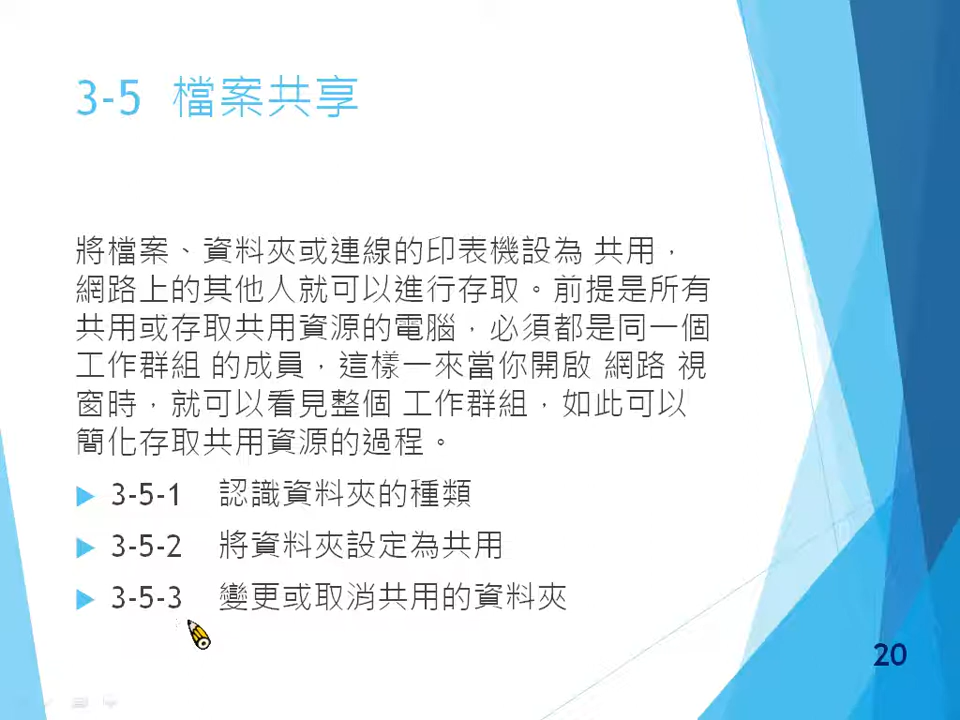 3-5 檔案共享
將檔案、資料夾或連線的印表機設為 共用，
網路上的其他人就可以進行存取。前提是所有
共用或存取共用資源的電腦，必須都是同一個
工作群組 的成員，這樣一來當你開啟 網路 視
窗時，就可以看見整個 工作群組，如此可以
簡化存取共用資源的過程。
3-5-1 認識資料夾的種類
3-5-2 將資料夾設定為共用
3-5-3 變更或取消共用的資料夾
20